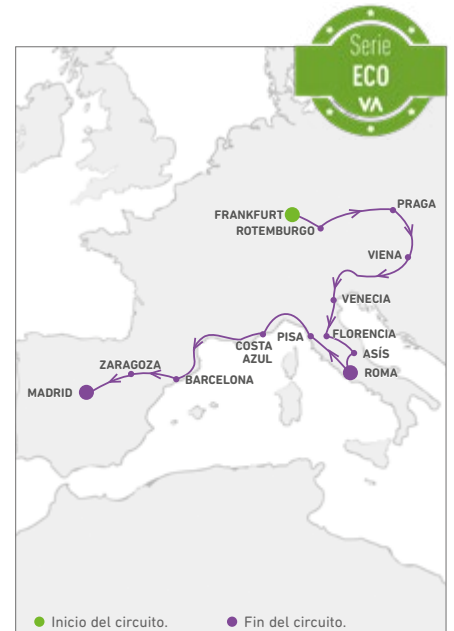 Serie
ECO
VA
FRANKFURT
ROTEMBURGO
PRAGA
VIENA
VENECIA
FLORENCIA
ASÍS
ROMA
PISA
COSTA
AZUL
BARCELONA
ZARAGOZA
MADRID
Inicio del circuito.
Fin del circuito.